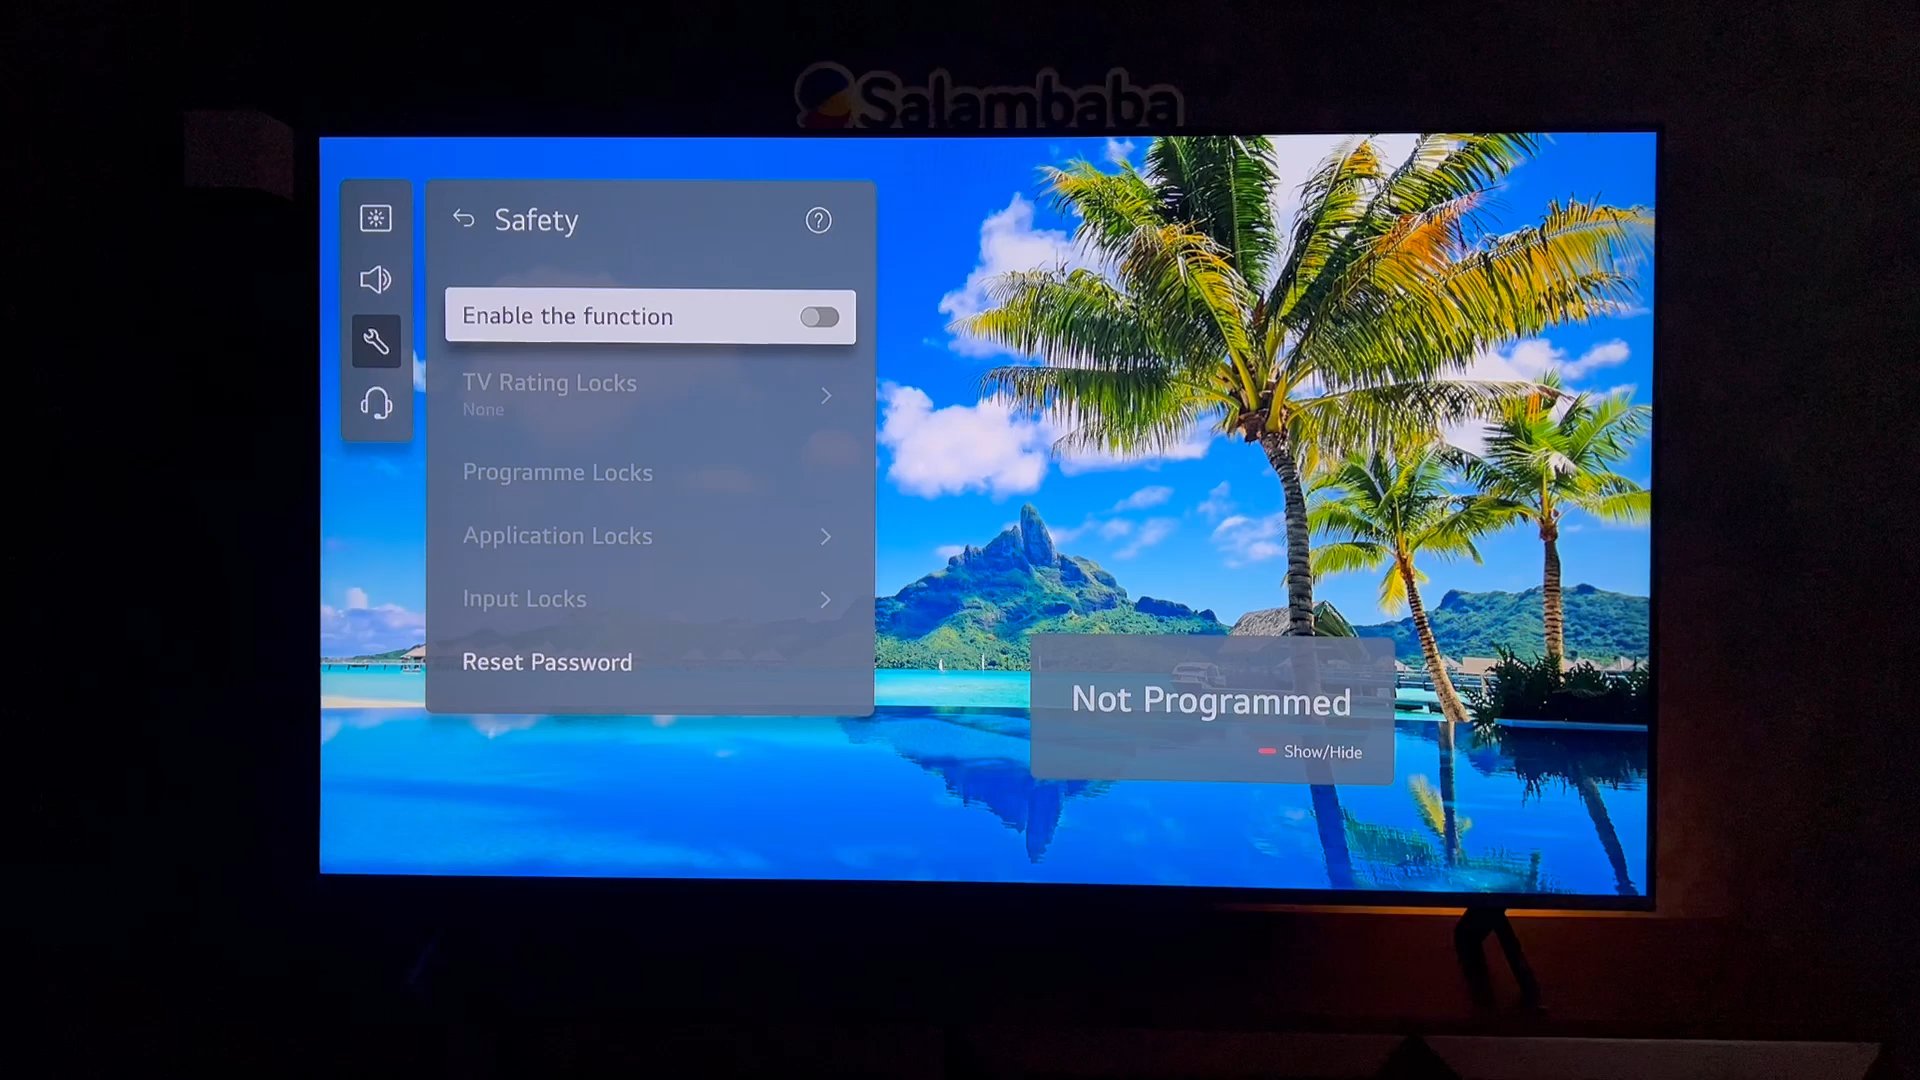 Salambaba
Safety
Enable the function
TV Rating Locks
None
Programme Locks
Application Locks
Input Locks
Reset Password
Not Programmed
Show/Hide